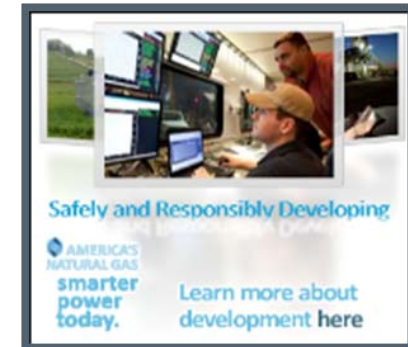 Safely and Responsibly Developing
AMERICA'S
NATURAL GAS
smarter
power
today.
Learn more about
development here